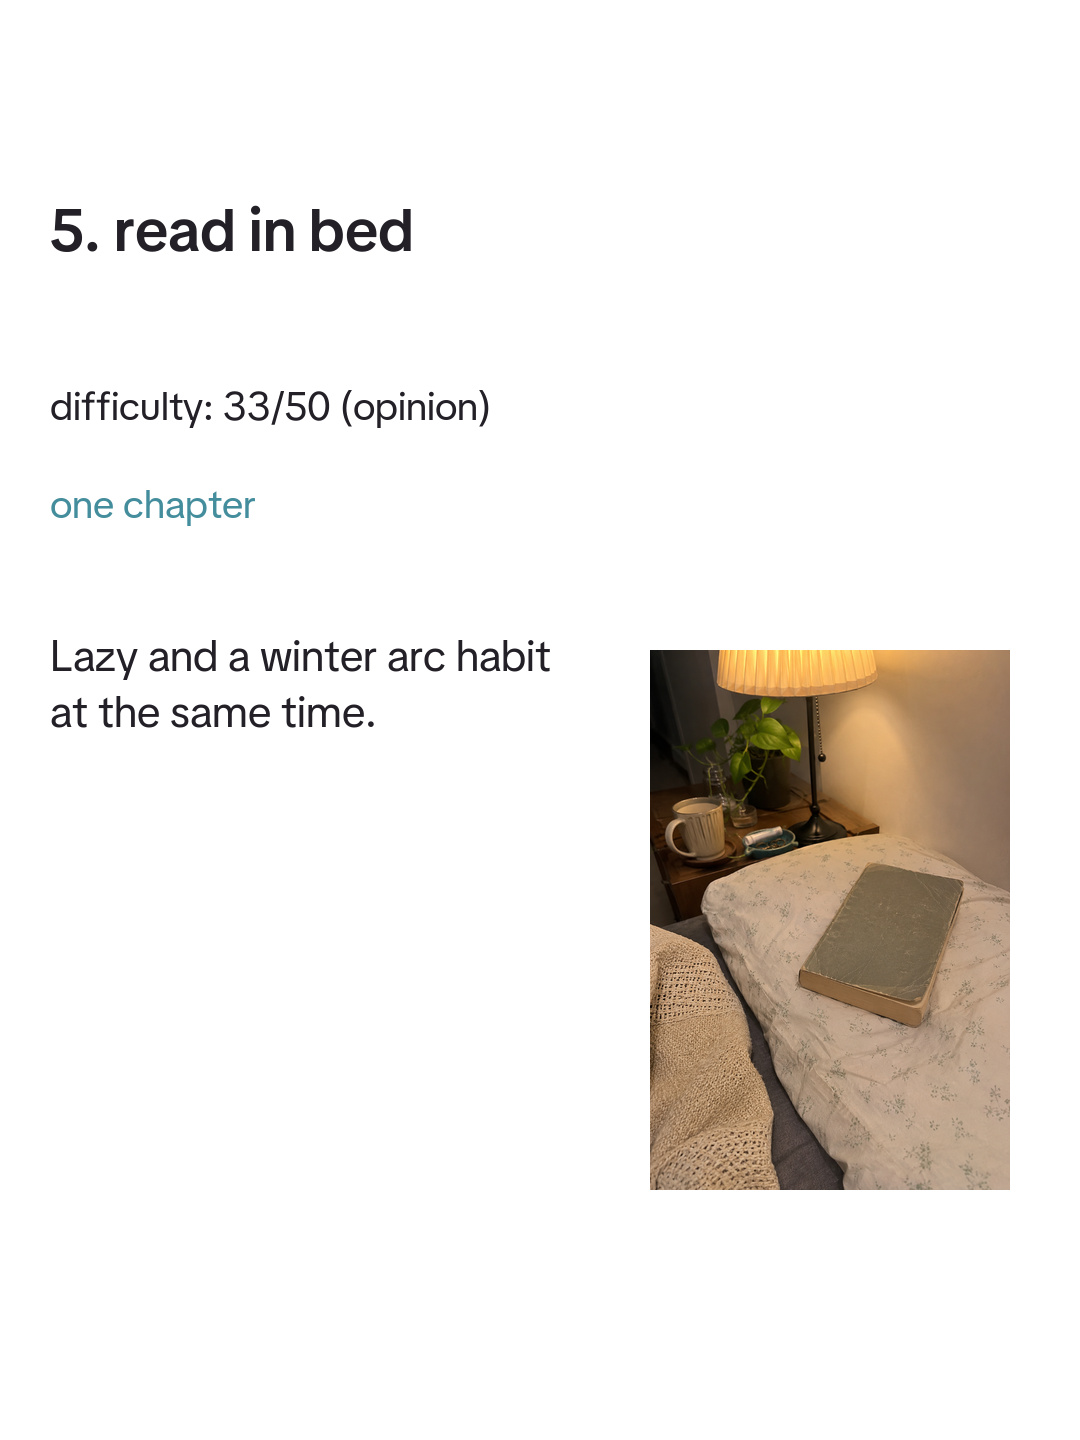 5. read in bed
difficulty: 33/50 (opinion)
one chapter
Lazy and a winter arc habit
at the same time.